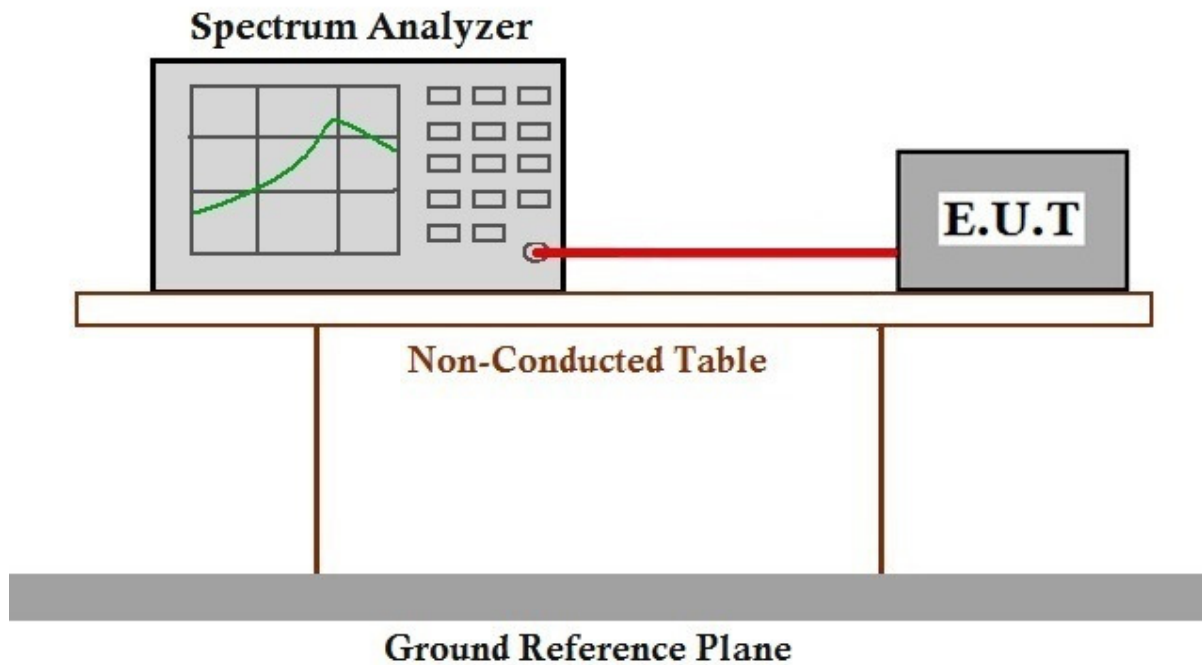 Spectrum Analyzer
E.U.T
Non-Conducted Table
Ground Reference Plane